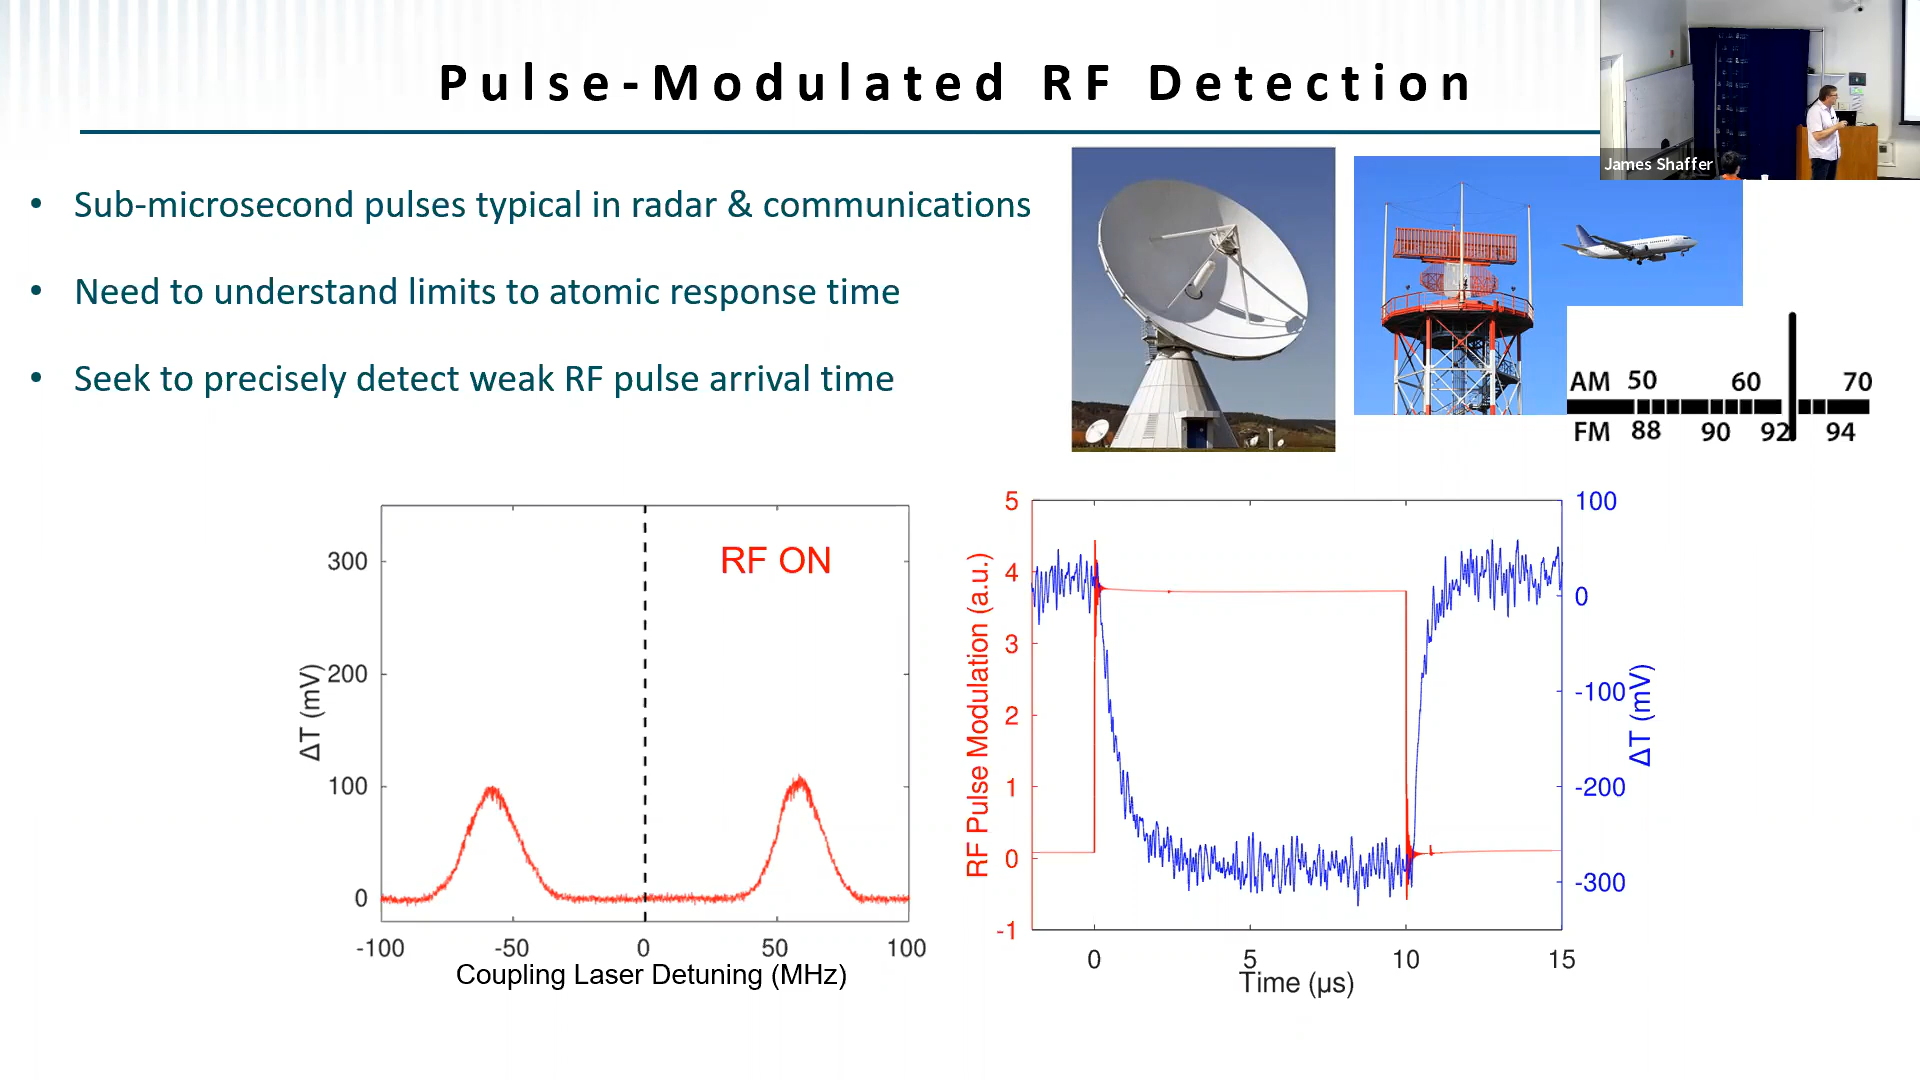 Pulse-Modulated RF Detection
James Shaffer
• Sub-microsecond pulses typical in radar & communications
• Need to understand limits to atomic response time
• Seek to precisely detect weak RF pulse arrival time
AM 50 60 70
FM 88 90 92 94
RF ON
300
200
100
0
ΔT (mV)
-100 -50 0 50 100
Coupling Laser Detuning (MHz)
5
4
3
2
1
0
-1
RF Pulse Modulation (a.u.)
100
0
-100
-200
-300
ΔT (mV)
0 5 10 15
Time (μs)